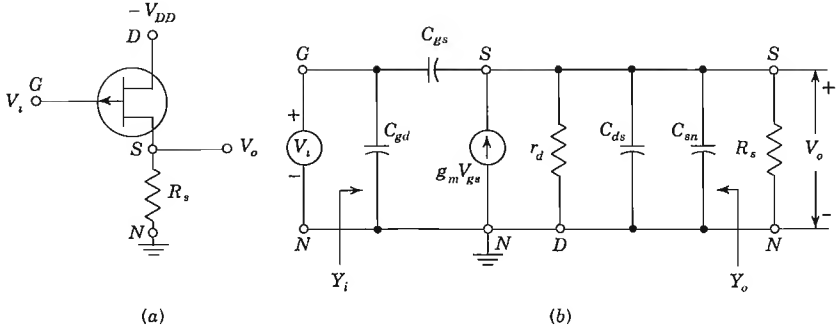 −V_DD
D
G
V_i
S
V_o
R_s
N
(a)
G
C_gs
S
S
+
V_i
−
C_gd
g_m V_gs
r_d
C_ds
C_sn
R_s
+
V_o
−
N
N
D
N
Y_i
Y_o
(b)